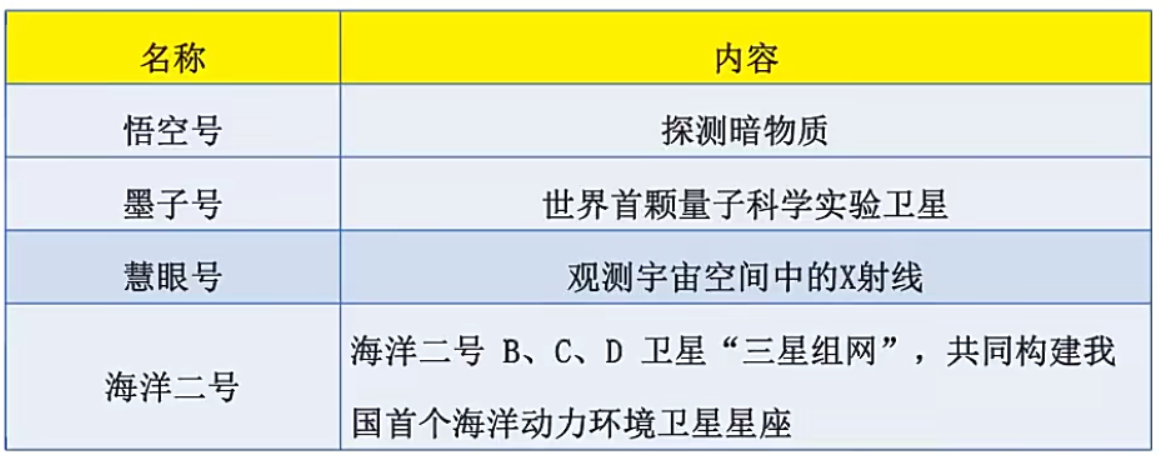 名称 内容
悟空号 探测暗物质
墨子号 世界首颗量子科学实验卫星
慧眼号 观测宇宙空间中的X射线
海洋二号 海洋二号 B、C、D 卫星“三星组网”，共同构建我
国首个海洋动力环境卫星星座